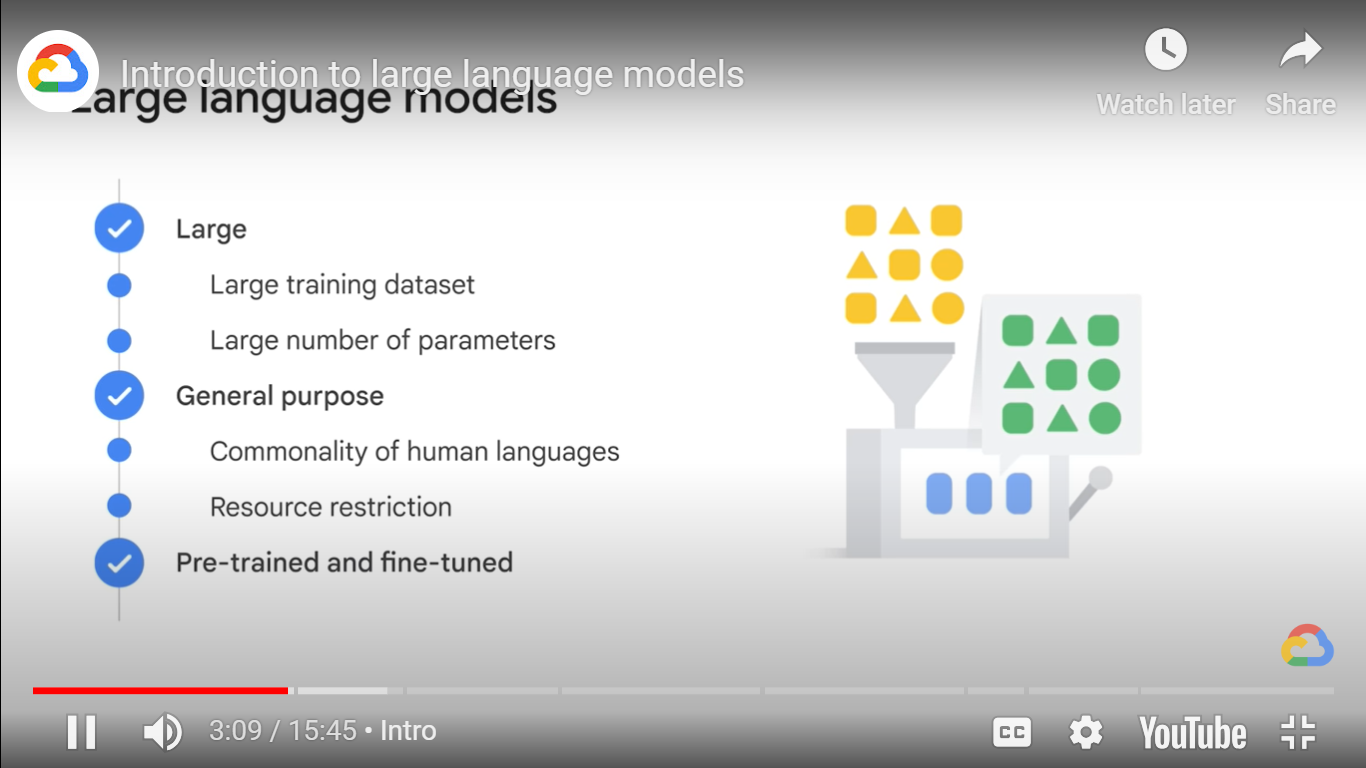 Introduction to large language models
Large language models
Watch later
Share
Large
Large training dataset
Large number of parameters
General purpose
Commonality of human languages
Resource restriction
Pre-trained and fine-tuned
3:09 / 15:45 • Intro
CC
YouTube